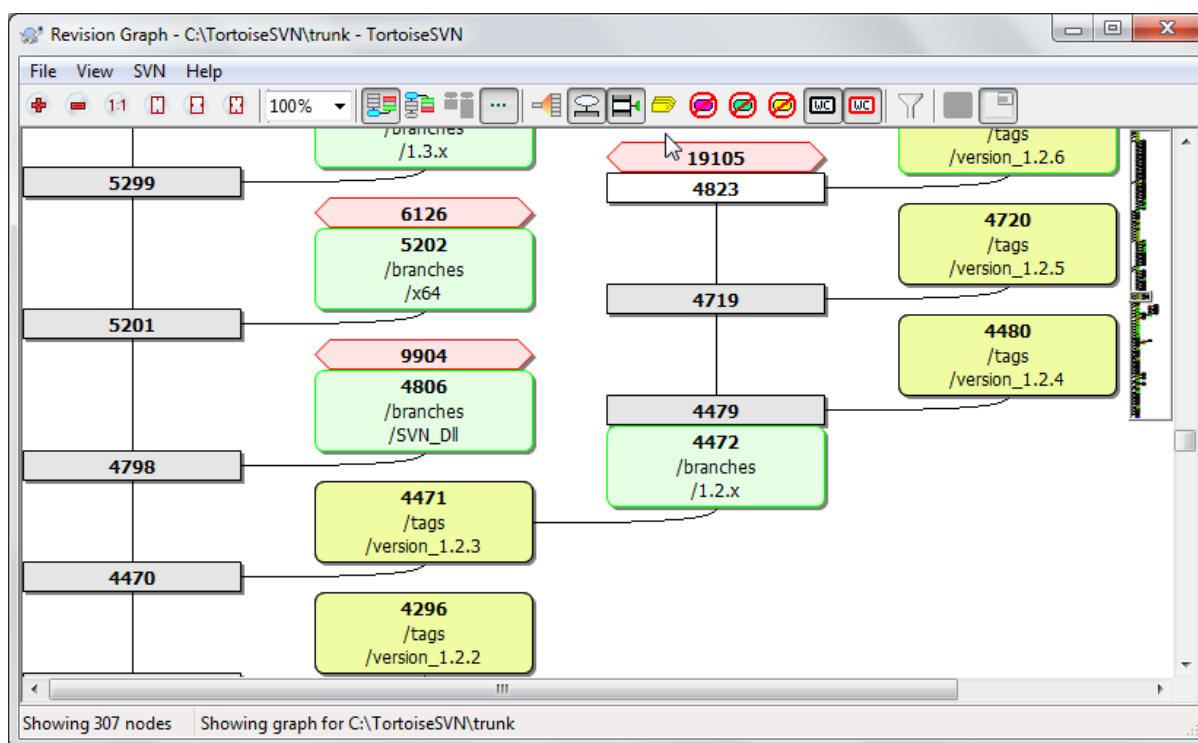 Revision Graph - C:\TortoiseSVN\trunk - TortoiseSVN
File View SVN Help
1:1 100% ... WC WC
/branches
/1.3.x
5299
6126
5202
/branches
/x64
5201
9904
4806
/branches
/SVN_Dll
4798
4471
/tags
/version_1.2.3
4470
4296
/tags
/version_1.2.2
19105
4823
4719
4479
4472
/branches
/1.2.x
/tags
/version_1.2.6
4720
/tags
/version_1.2.5
4480
/tags
/version_1.2.4
Showing 307 nodes Showing graph for C:\TortoiseSVN\trunk